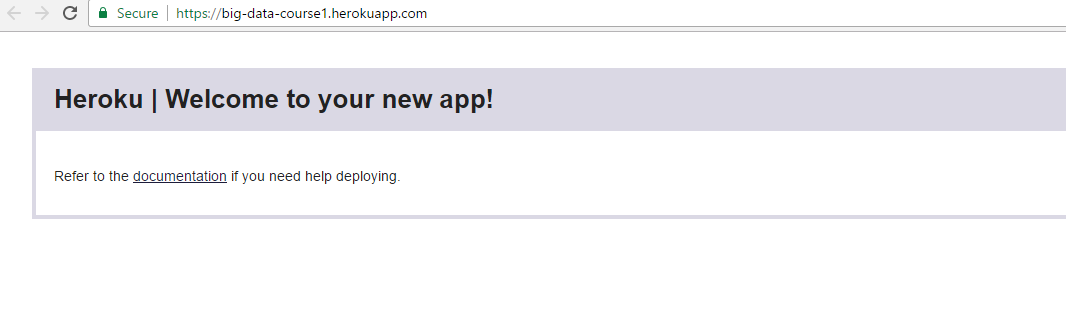 Secure https://big-data-course1.herokuapp.com
Heroku | Welcome to your new app!
Refer to the documentation if you need help deploying.